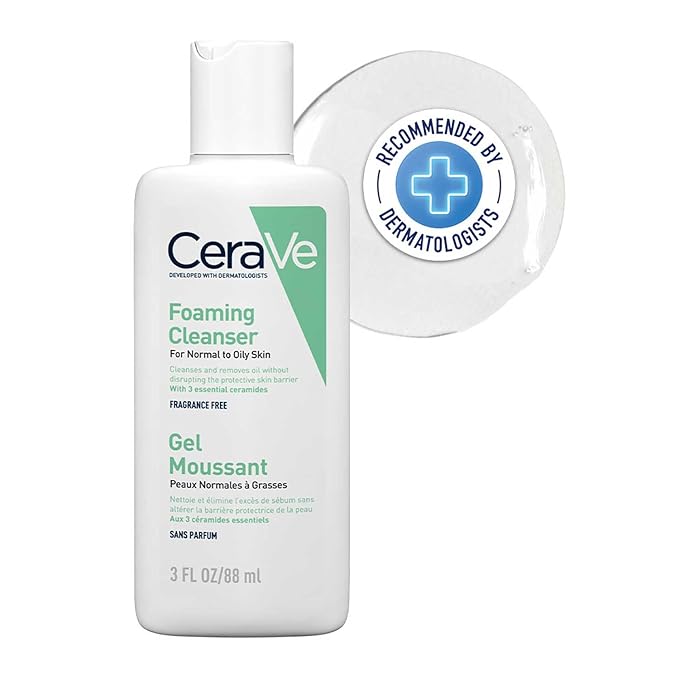 CeraVe
DEVELOPED WITH DERMATOLOGISTS
Foaming
Cleanser
For Normal to Oily Skin
Cleanses and removes oil without
disrupting the protective skin barrier
With 3 essential ceramides
FRAGRANCE FREE
Gel
Moussant
Peaux Normales à Grasses
Nettoie et élimine l'excès de sébum sans
altérer la barrière protectrice de la peau
Aux 3 céramides essentiels
SANS PARFUM
3 FL OZ/88 ml
RECOMMENDED BY
DERMATOLOGISTS